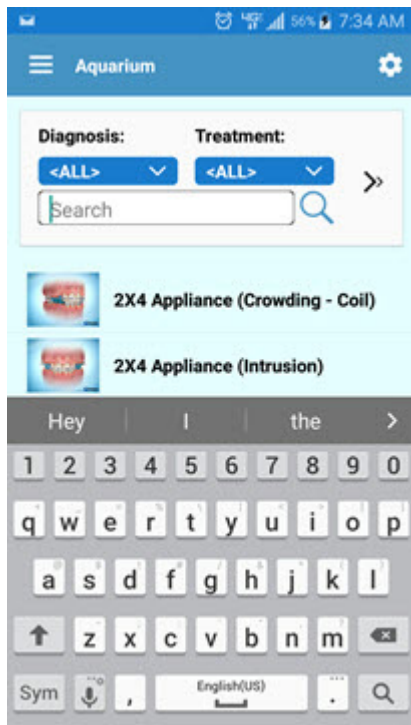 56% 7:34 AM
Aquarium
Diagnosis: Treatment:
<ALL> <ALL>
Search
2X4 Appliance (Crowding - Coil)
2X4 Appliance (Intrusion)
Hey I the
1 2 3 4 5 6 7 8 9 0
q w e r t y u i o p
a s d f g h j k l
z x c v b n m
Sym , English(US) .